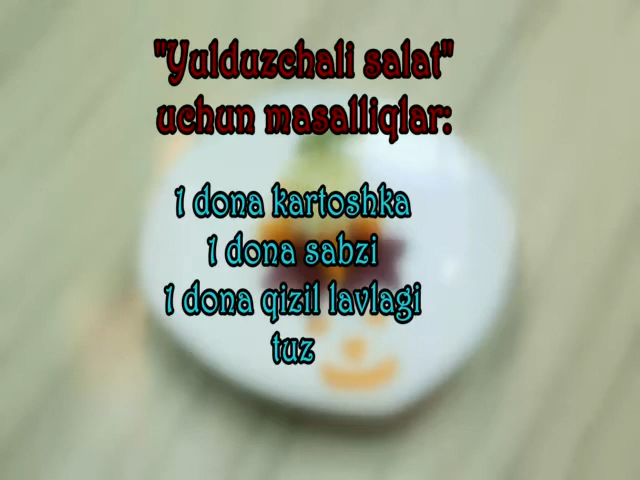 "Yulduzchali salat"
uchun masalliqlar:
1 dona kartoshka
1 dona sabzi
1 dona qizil lavlagi
tuz